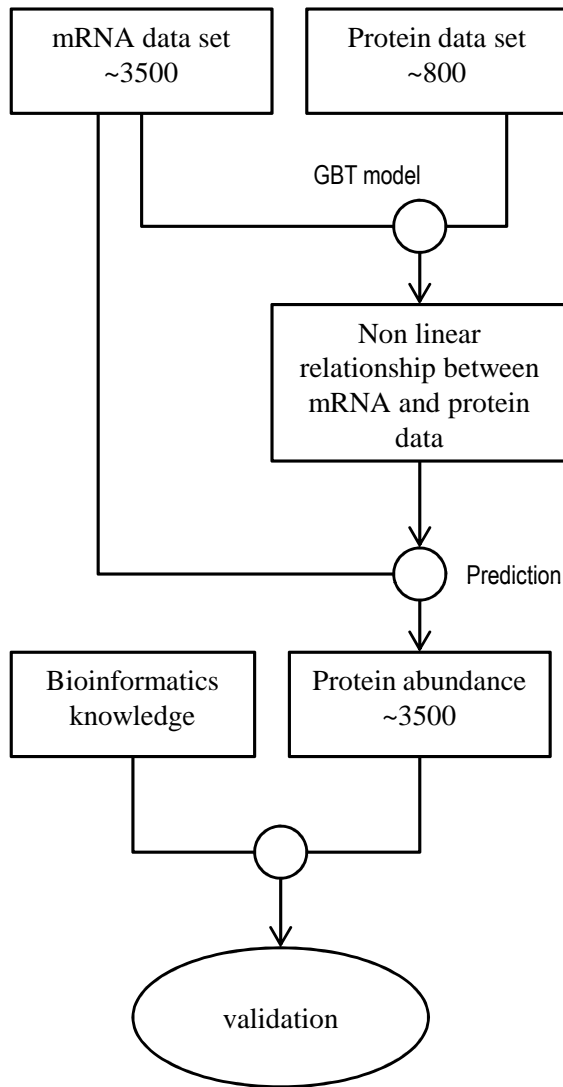 mRNA data set
~3500
Protein data set
~800
GBT model
Non linear
relationship between
mRNA and protein
data
Prediction
Bioinformatics
knowledge
Protein abundance
~3500
validation